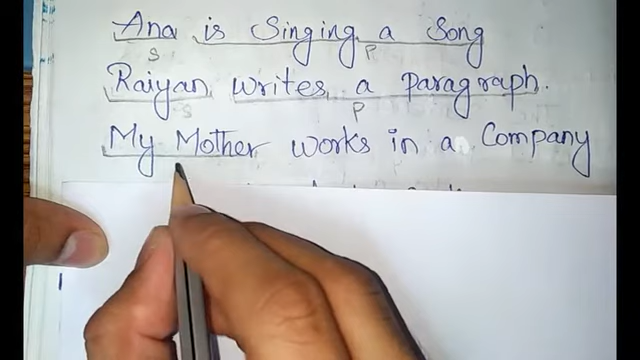 Ana is Singing a Song
S P
Raiyan writes a paragraph.
S P
My Mother works in a Company